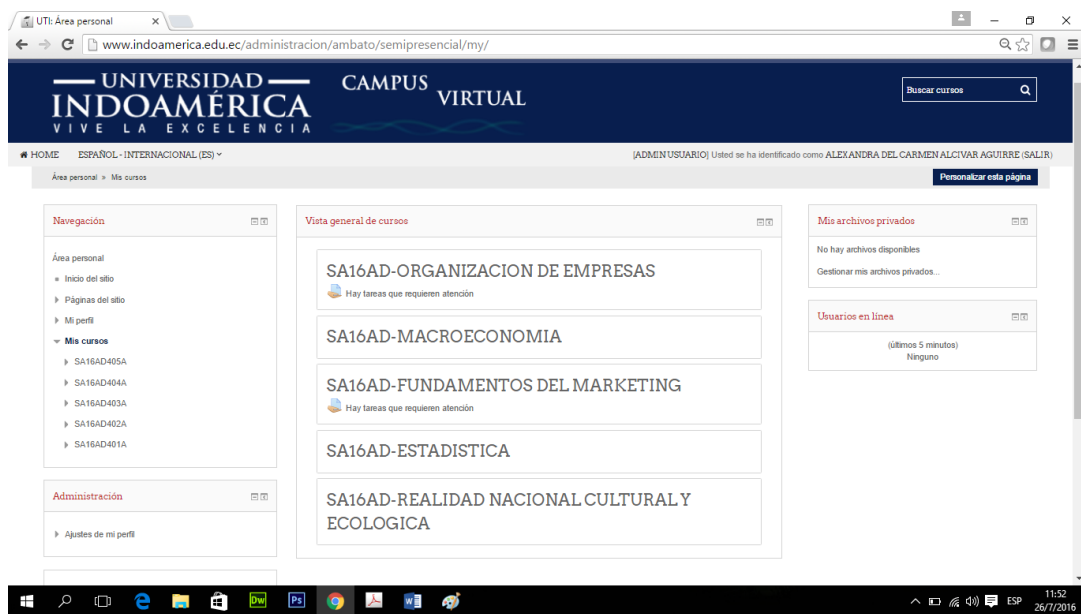 UTI: Área personal
www.indoamerica.edu.ec/administracion/ambato/semipresencial/my/
UNIVERSIDAD
INDOAMÉRICA
VIVE LA EXCELENCIA
CAMPUS
VIRTUAL
Buscar cursos
HOME ESPAÑOL - INTERNACIONAL (ES)
[ADMIN USUARIO] Usted se ha identificado como ALEXANDRA DEL CARMEN ALCIVAR AGUIRRE (SALIR)
Área personal » Mis cursos
Personalizar esta página
Navegación
Área personal
Inicio del sitio
Páginas del sitio
Mi perfil
Mis cursos
SA16AD405A
SA16AD404A
SA16AD403A
SA16AD402A
SA16AD401A
Administración
Ajustes de mi perfil
Vista general de cursos
SA16AD-ORGANIZACION DE EMPRESAS
Hay tareas que requieren atención
SA16AD-MACROECONOMIA
SA16AD-FUNDAMENTOS DEL MARKETING
Hay tareas que requieren atención
SA16AD-ESTADISTICA
SA16AD-REALIDAD NACIONAL CULTURAL Y
ECOLOGICA
Mis archivos privados
No hay archivos disponibles
Gestionar mis archivos privados...
Usuarios en línea
(últimos 5 minutos)
Ninguno
Dw
Ps
ESP
11:52
26/7/2016